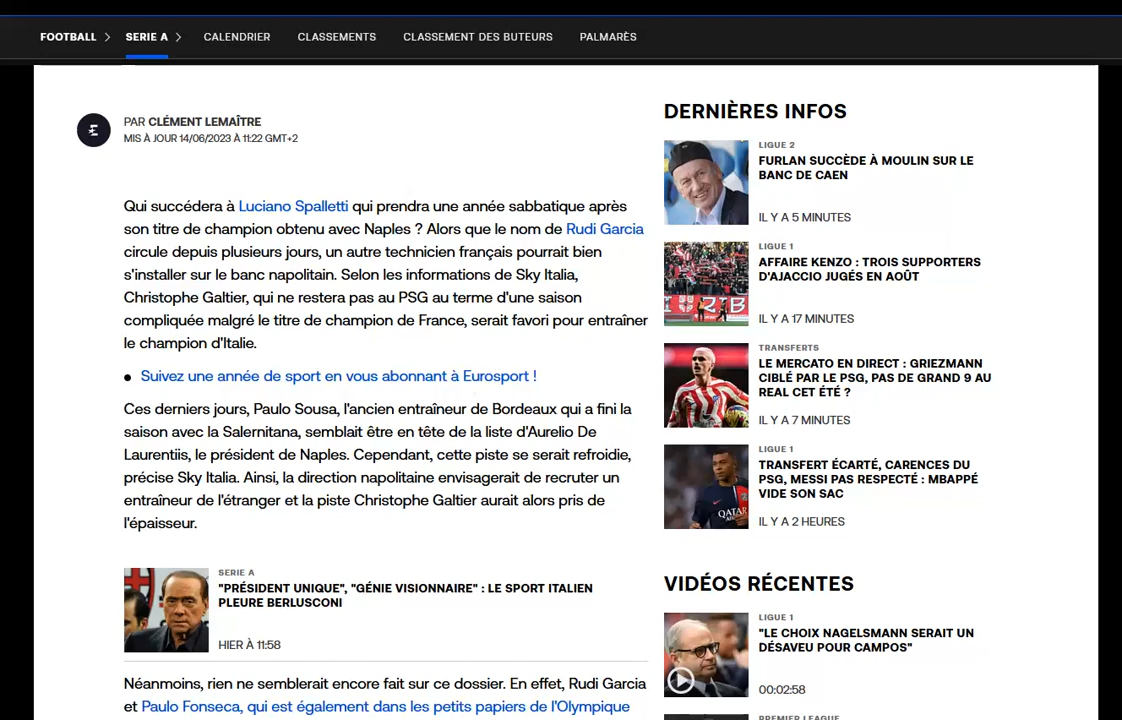 FOOTBALL
SERIE A
CALENDRIER
CLASSEMENTS
CLASSEMENT DES BUTEURS
PALMARÈS
PAR CLÉMENT LEMAÎTRE
MIS À JOUR 14/06/2023 À 11:22 GMT+2
Qui succédera à Luciano Spalletti qui prendra une année sabbatique après
son titre de champion obtenu avec Naples ? Alors que le nom de Rudi Garcia
circule depuis plusieurs jours, un autre technicien français pourrait bien
s'installer sur le banc napolitain. Selon les informations de Sky Italia,
Christophe Galtier, qui ne restera pas au PSG au terme d'une saison
compliquée malgré le titre de champion de France, serait favori pour entraîner
le champion d'Italie.
Suivez une année de sport en vous abonnant à Eurosport !
Ces derniers jours, Paulo Sousa, l'ancien entraîneur de Bordeaux qui a fini la
saison avec la Salernitana, semblait être en tête de la liste d'Aurelio De
Laurentiis, le président de Naples. Cependant, cette piste se serait refroidie,
précise Sky Italia. Ainsi, la direction napolitaine envisagerait de recruter un
entraîneur de l'étranger et la piste Christophe Galtier aurait alors pris de
l'épaisseur.
SERIE A
"PRÉSIDENT UNIQUE", "GÉNIE VISIONNAIRE" : LE SPORT ITALIEN
PLEURE BERLUSCONI
HIER À 11:58
Néanmoins, rien ne semblerait encore fait sur ce dossier. En effet, Rudi Garcia
et Paulo Fonseca, qui est également dans les petits papiers de l'Olympique
DERNIÈRES INFOS
LIGUE 2
FURLAN SUCCÈDE À MOULIN SUR LE
BANC DE CAEN
IL Y A 5 MINUTES
LIGUE 1
AFFAIRE KENZO : TROIS SUPPORTERS
D'AJACCIO JUGÉS EN AOÛT
IL Y A 17 MINUTES
TRANSFERTS
LE MERCATO EN DIRECT : GRIEZMANN
CIBLÉ PAR LE PSG, PAS DE GRAND 9 AU
REAL CET ÉTÉ ?
IL Y A 7 MINUTES
LIGUE 1
TRANSFERT ÉCARTÉ, CARENCES DU
PSG, MESSI PAS RESPECTÉ : MBAPPÉ
VIDE SON SAC
QATAR
IL Y A 2 HEURES
VIDÉOS RÉCENTES
LIGUE 1
"LE CHOIX NAGELSMANN SERAIT UN
DÉSAVEU POUR CAMPOS"
00:02:58
PREMIER LEAGUE